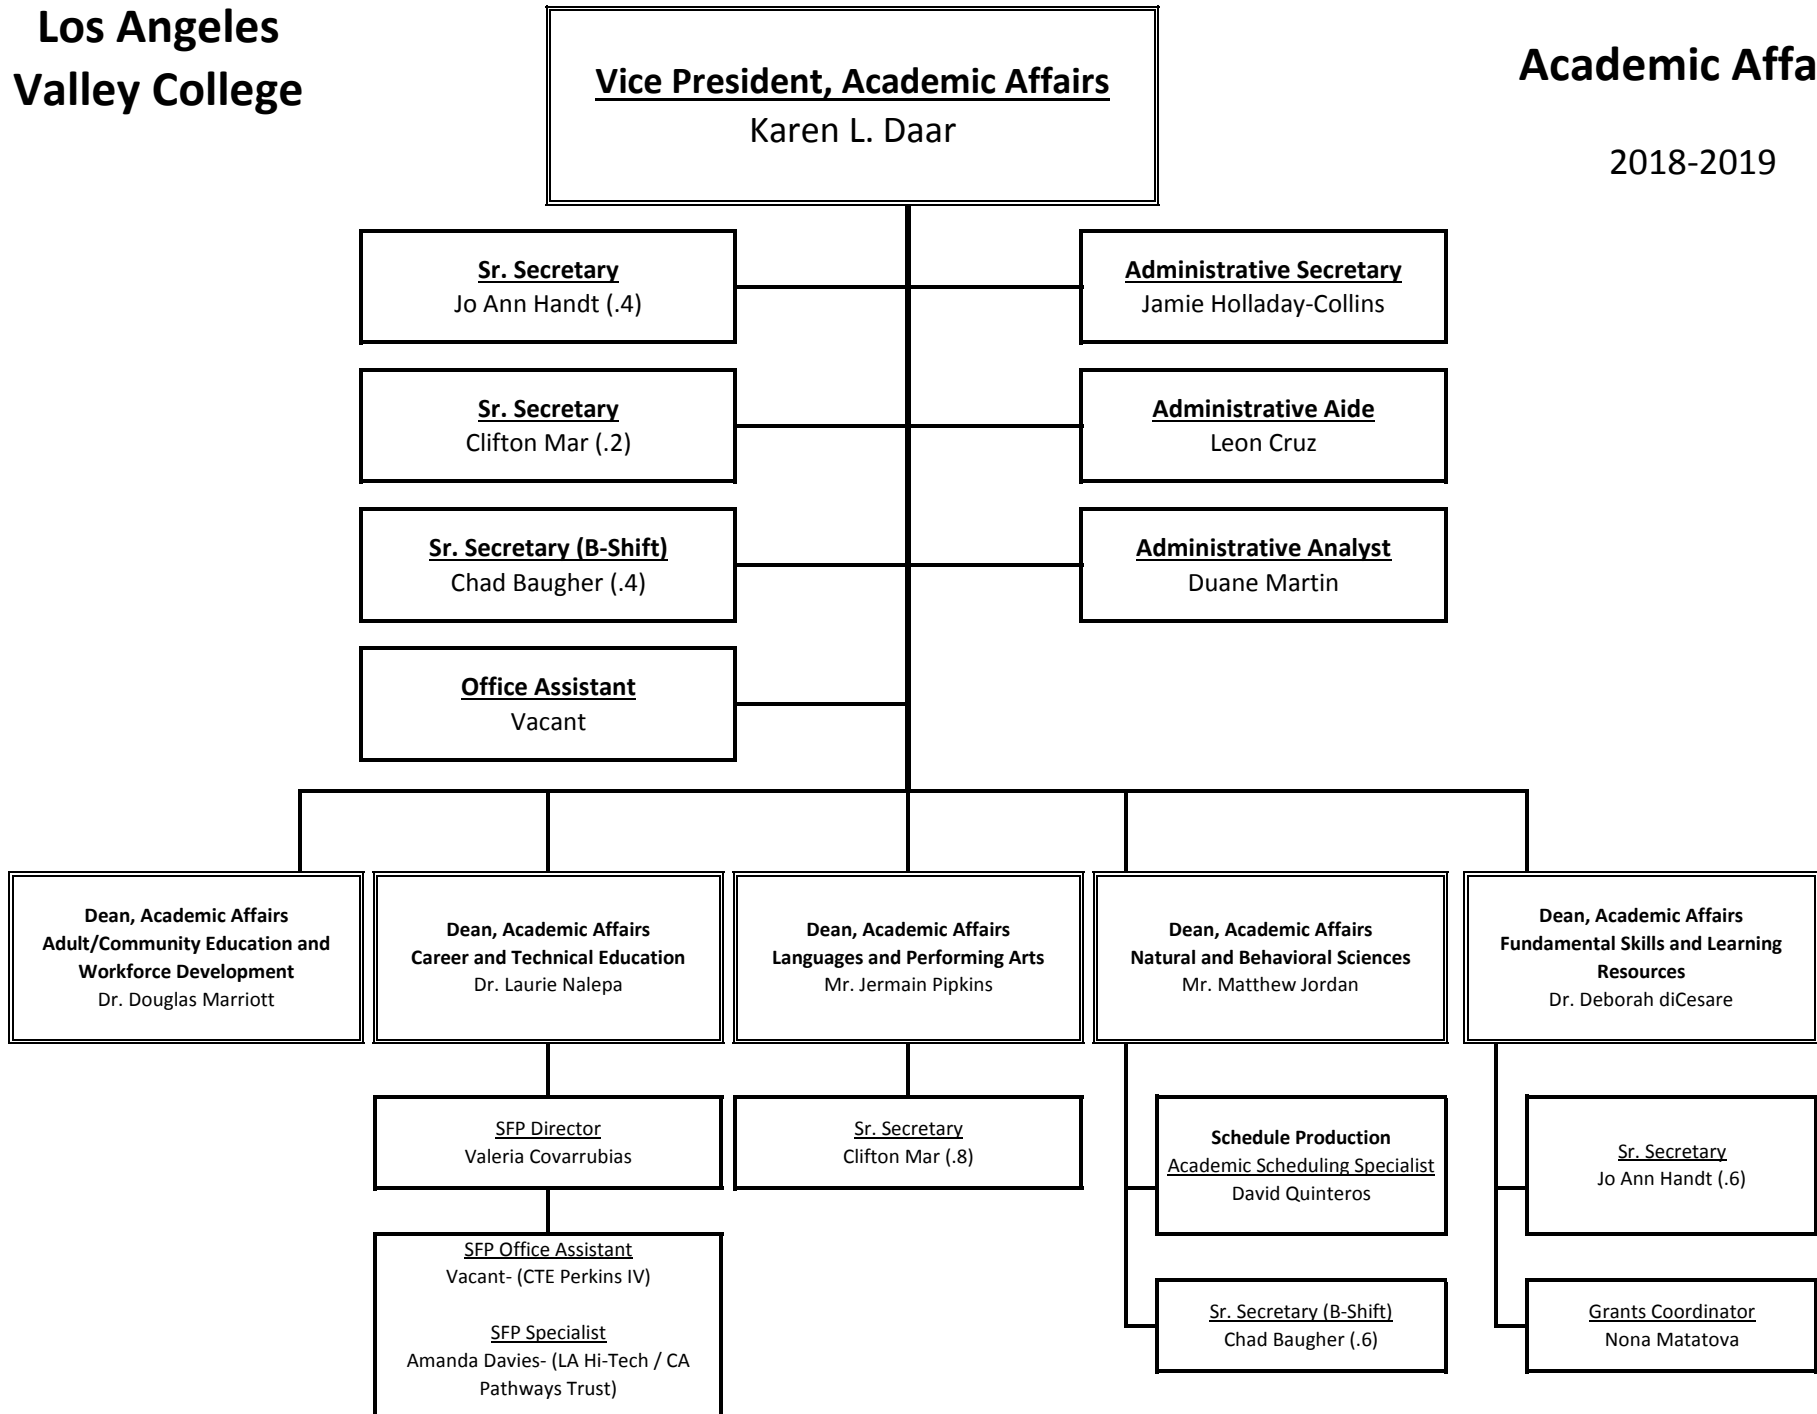 Los Angeles
Valley College
Vice President, Academic Affairs
Karen L. Daar
Academic Affa
2018-2019
Sr. Secretary
Jo Ann Handt (.4)
Administrative Secretary
Jamie Holladay-Collins
Sr. Secretary
Clifton Mar (.2)
Administrative Aide
Leon Cruz
Sr. Secretary (B-Shift)
Chad Baugher (.4)
Administrative Analyst
Duane Martin
Office Assistant
Vacant
Dean, Academic Affairs
Adult/Community Education and
Workforce Development
Dr. Douglas Marriott
Dean, Academic Affairs
Career and Technical Education
Dr. Laurie Nalepa
Dean, Academic Affairs
Languages and Performing Arts
Mr. Jermain Pipkins
Dean, Academic Affairs
Natural and Behavioral Sciences
Mr. Matthew Jordan
Dean, Academic Affairs
Fundamental Skills and Learning
Resources
Dr. Deborah diCesare
SFP Director
Valeria Covarrubias
Sr. Secretary
Clifton Mar (.8)
Schedule Production
Academic Scheduling Specialist
David Quinteros
Sr. Secretary
Jo Ann Handt (.6)
SFP Office Assistant
Vacant- (CTE Perkins IV)
SFP Specialist
Amanda Davies- (LA Hi-Tech / CA
Pathways Trust)
Sr. Secretary (B-Shift)
Chad Baugher (.6)
Grants Coordinator
Nona Matatova